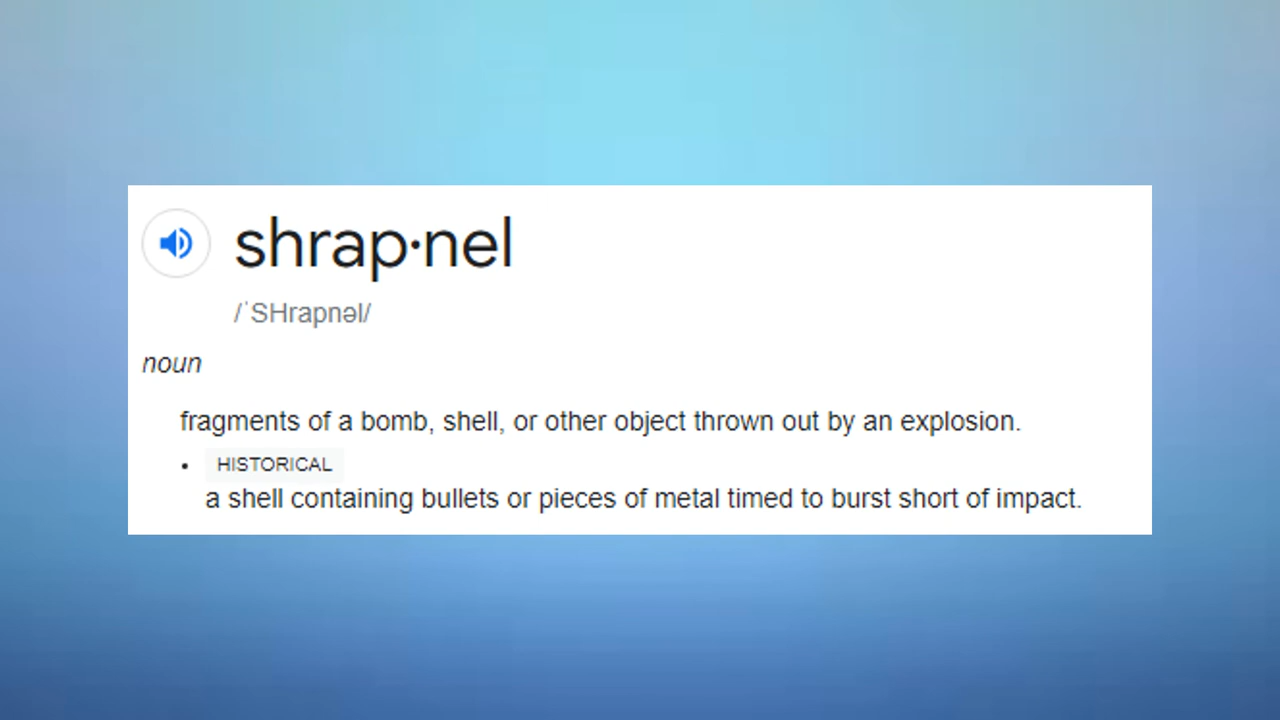 shrap·nel
/ˈSHrapnəl/
noun
fragments of a bomb, shell, or other object thrown out by an explosion.
• HISTORICAL
a shell containing bullets or pieces of metal timed to burst short of impact.